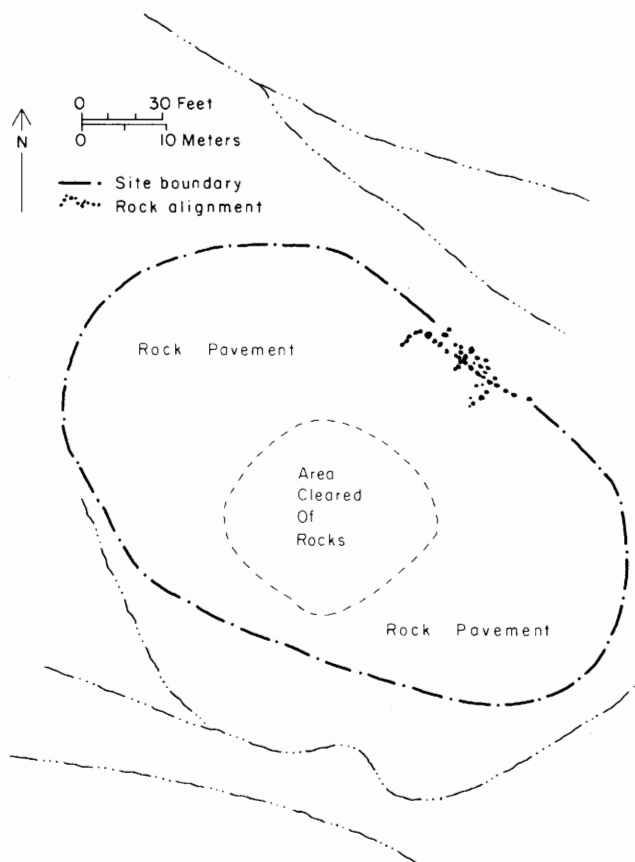 0 30 Feet
0 10 Meters
N
Site boundary
Rock alignment
Rock Pavement
Area
Cleared
Of
Rocks
Rock Pavement